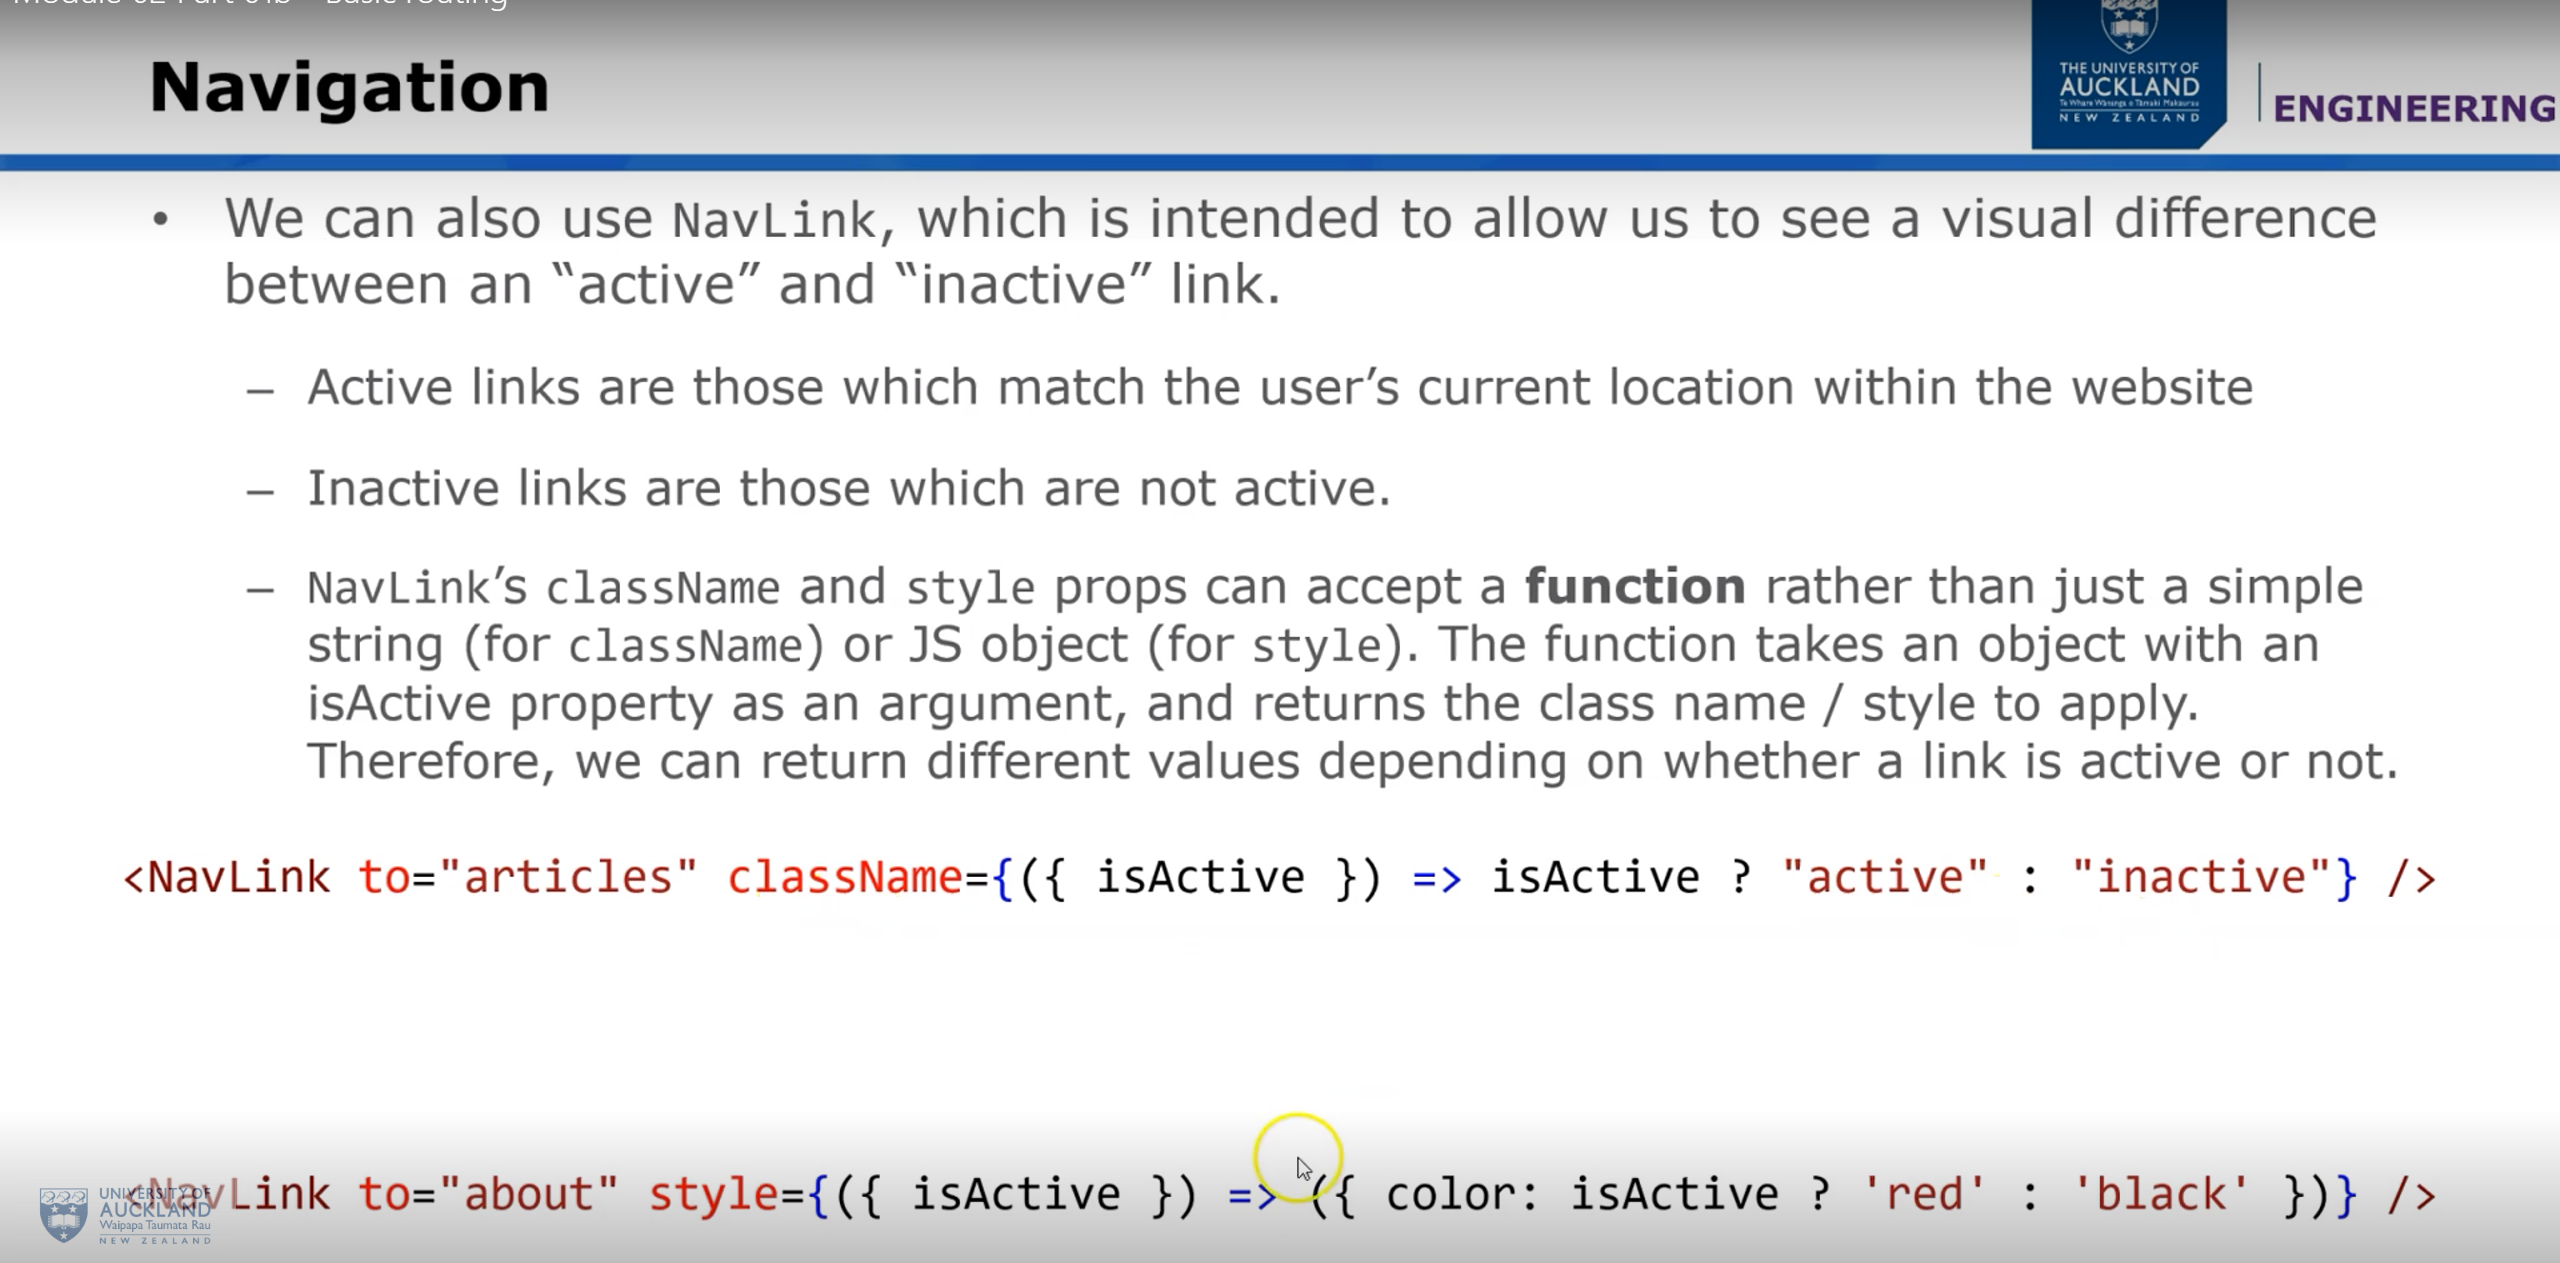 Module 02 Part 01b - Basic routing
Navigation
THE UNIVERSITY OF
AUCKLAND
Te Whare Wānanga o Tāmaki Makaurau
NEW ZEALAND
ENGINEERING
• We can also use NavLink, which is intended to allow us to see a visual difference
between an “active” and “inactive” link.
– Active links are those which match the user’s current location within the website
– Inactive links are those which are not active.
– NavLink’s className and style props can accept a function rather than just a simple
string (for className) or JS object (for style). The function takes an object with an
isActive property as an argument, and returns the class name / style to apply.
Therefore, we can return different values depending on whether a link is active or not.
<NavLink to="articles" className={({ isActive }) => isActive ? "active" : "inactive"} />
<NavLink to="about" style={({ isActive }) => ({ color: isActive ? 'red' : 'black' })} />
UNIVERSITY OF
AUCKLAND
Waipapa Taumata Rau
NEW ZEALAND